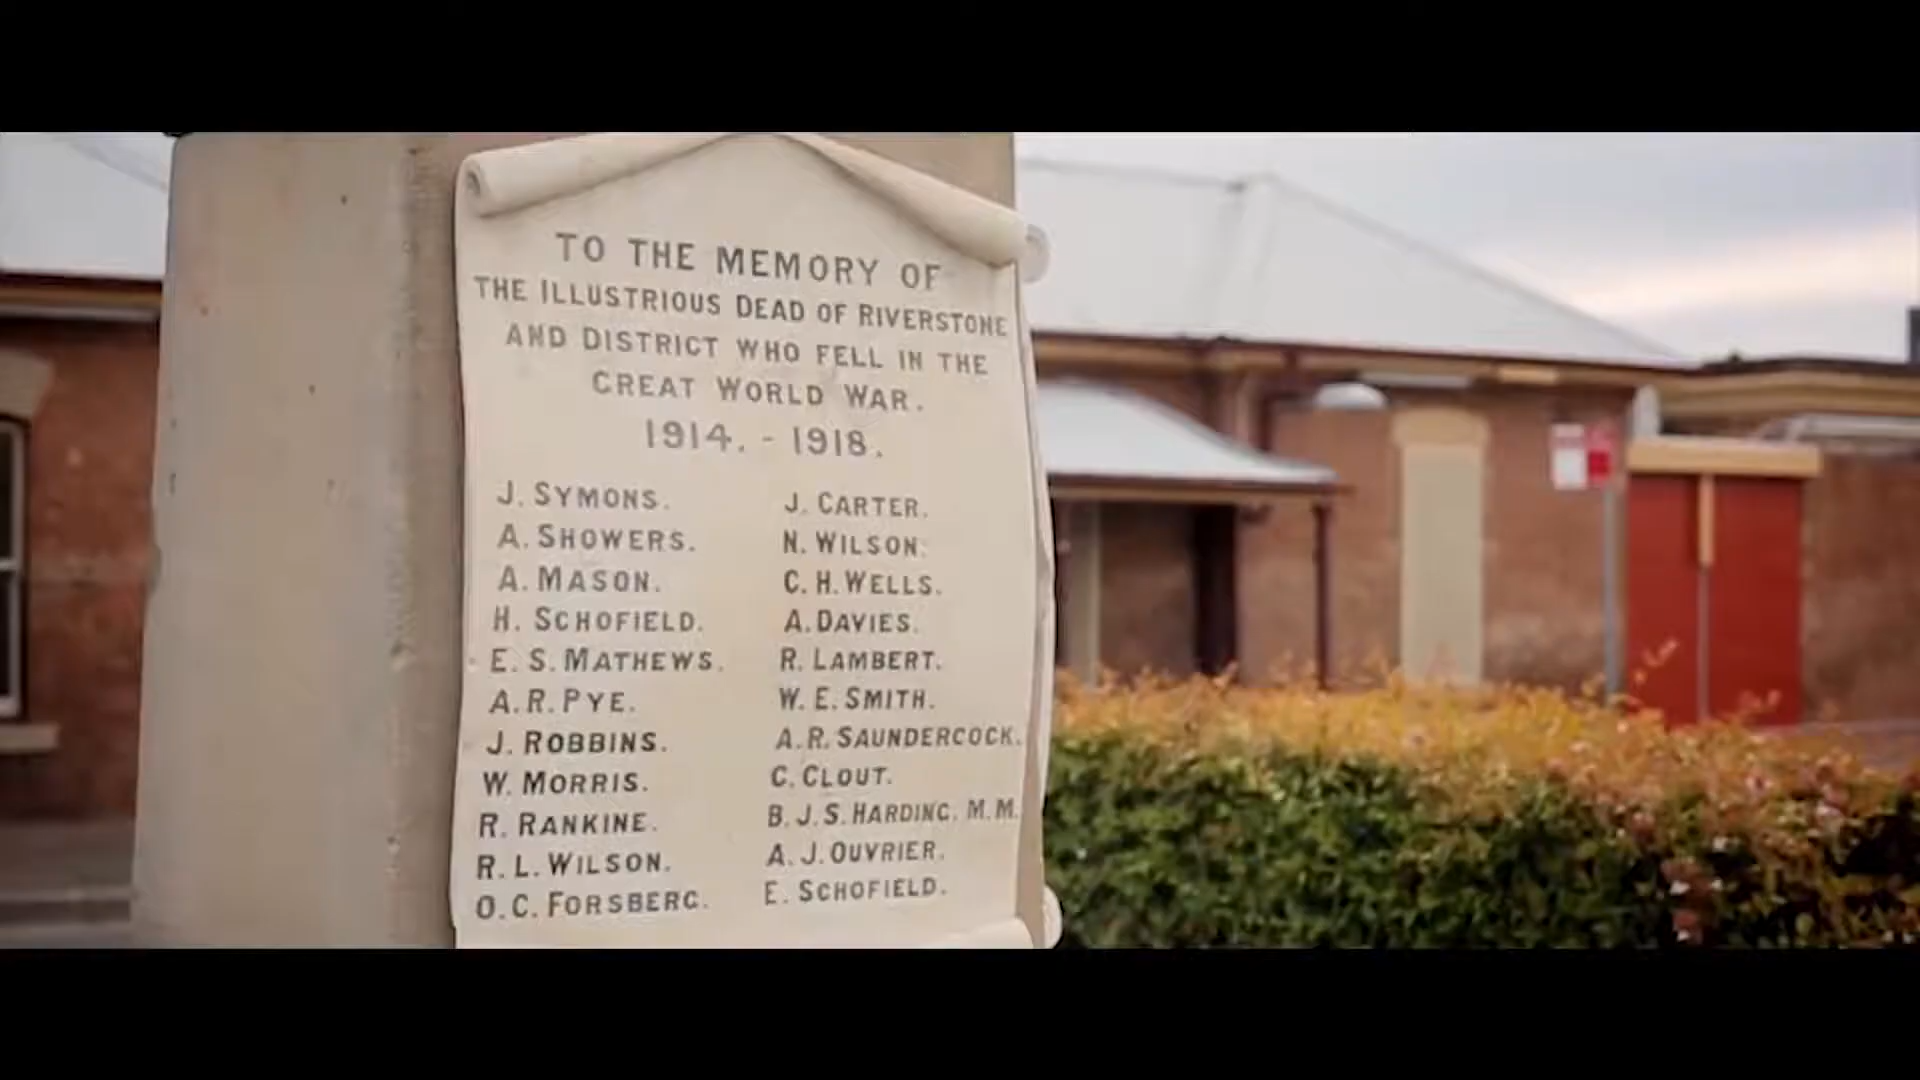 TO THE MEMORY OF
THE ILLUSTRIOUS DEAD OF RIVERSTONE
AND DISTRICT WHO FELL IN THE
GREAT WORLD WAR.
1914. - 1918.
J. SYMONS.
A. SHOWERS.
A. MASON.
H. SCHOFIELD.
E. S. MATHEWS.
A. R. PYE.
J. ROBBINS.
W. MORRIS.
R. RANKINE.
R. L. WILSON.
O. C. FORSBERG.
J. CARTER.
N. WILSON.
C. H. WELLS.
A. DAVIES.
R. LAMBERT.
W. E. SMITH.
A. R. SAUNDERCOCK.
C. CLOUT.
B. J. S. HARDING. M. M.
A. J. OUVRIER.
E. SCHOFIELD.